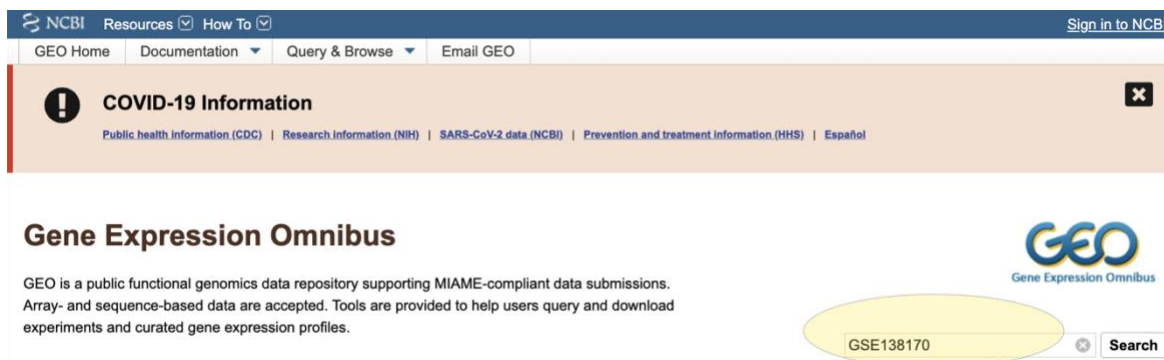 NCBI Resources How To Sign in to NCB
GEO Home Documentation Query & Browse Email GEO
COVID-19 Information
Public health information (CDC) | Research information (NIH) | SARS-CoV-2 data (NCBI) | Prevention and treatment information (HHS) | Español
Gene Expression Omnibus
GEO
Gene Expression Omnibus
GEO is a public functional genomics data repository supporting MIAME-compliant data submissions.
Array- and sequence-based data are accepted. Tools are provided to help users query and download
experiments and curated gene expression profiles.
GSE138170 Search